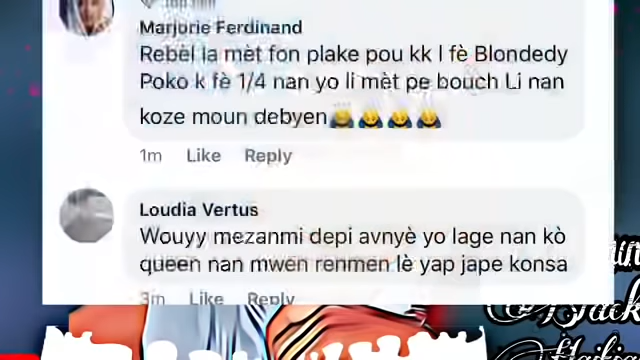 Marjorie Ferdinand
Rebèl la mèt fon plake pou kk l fè Blondedy
Poko k fè 1/4 nan yo li mèt pe bouch Li nan
koze moun debyen
1m Like Reply
Loudia Vertus
Wouyy mezanmi depi avnyè yo lage nan kò
queen nan mwen renmen lè yap jape konsa
3m Like Reply